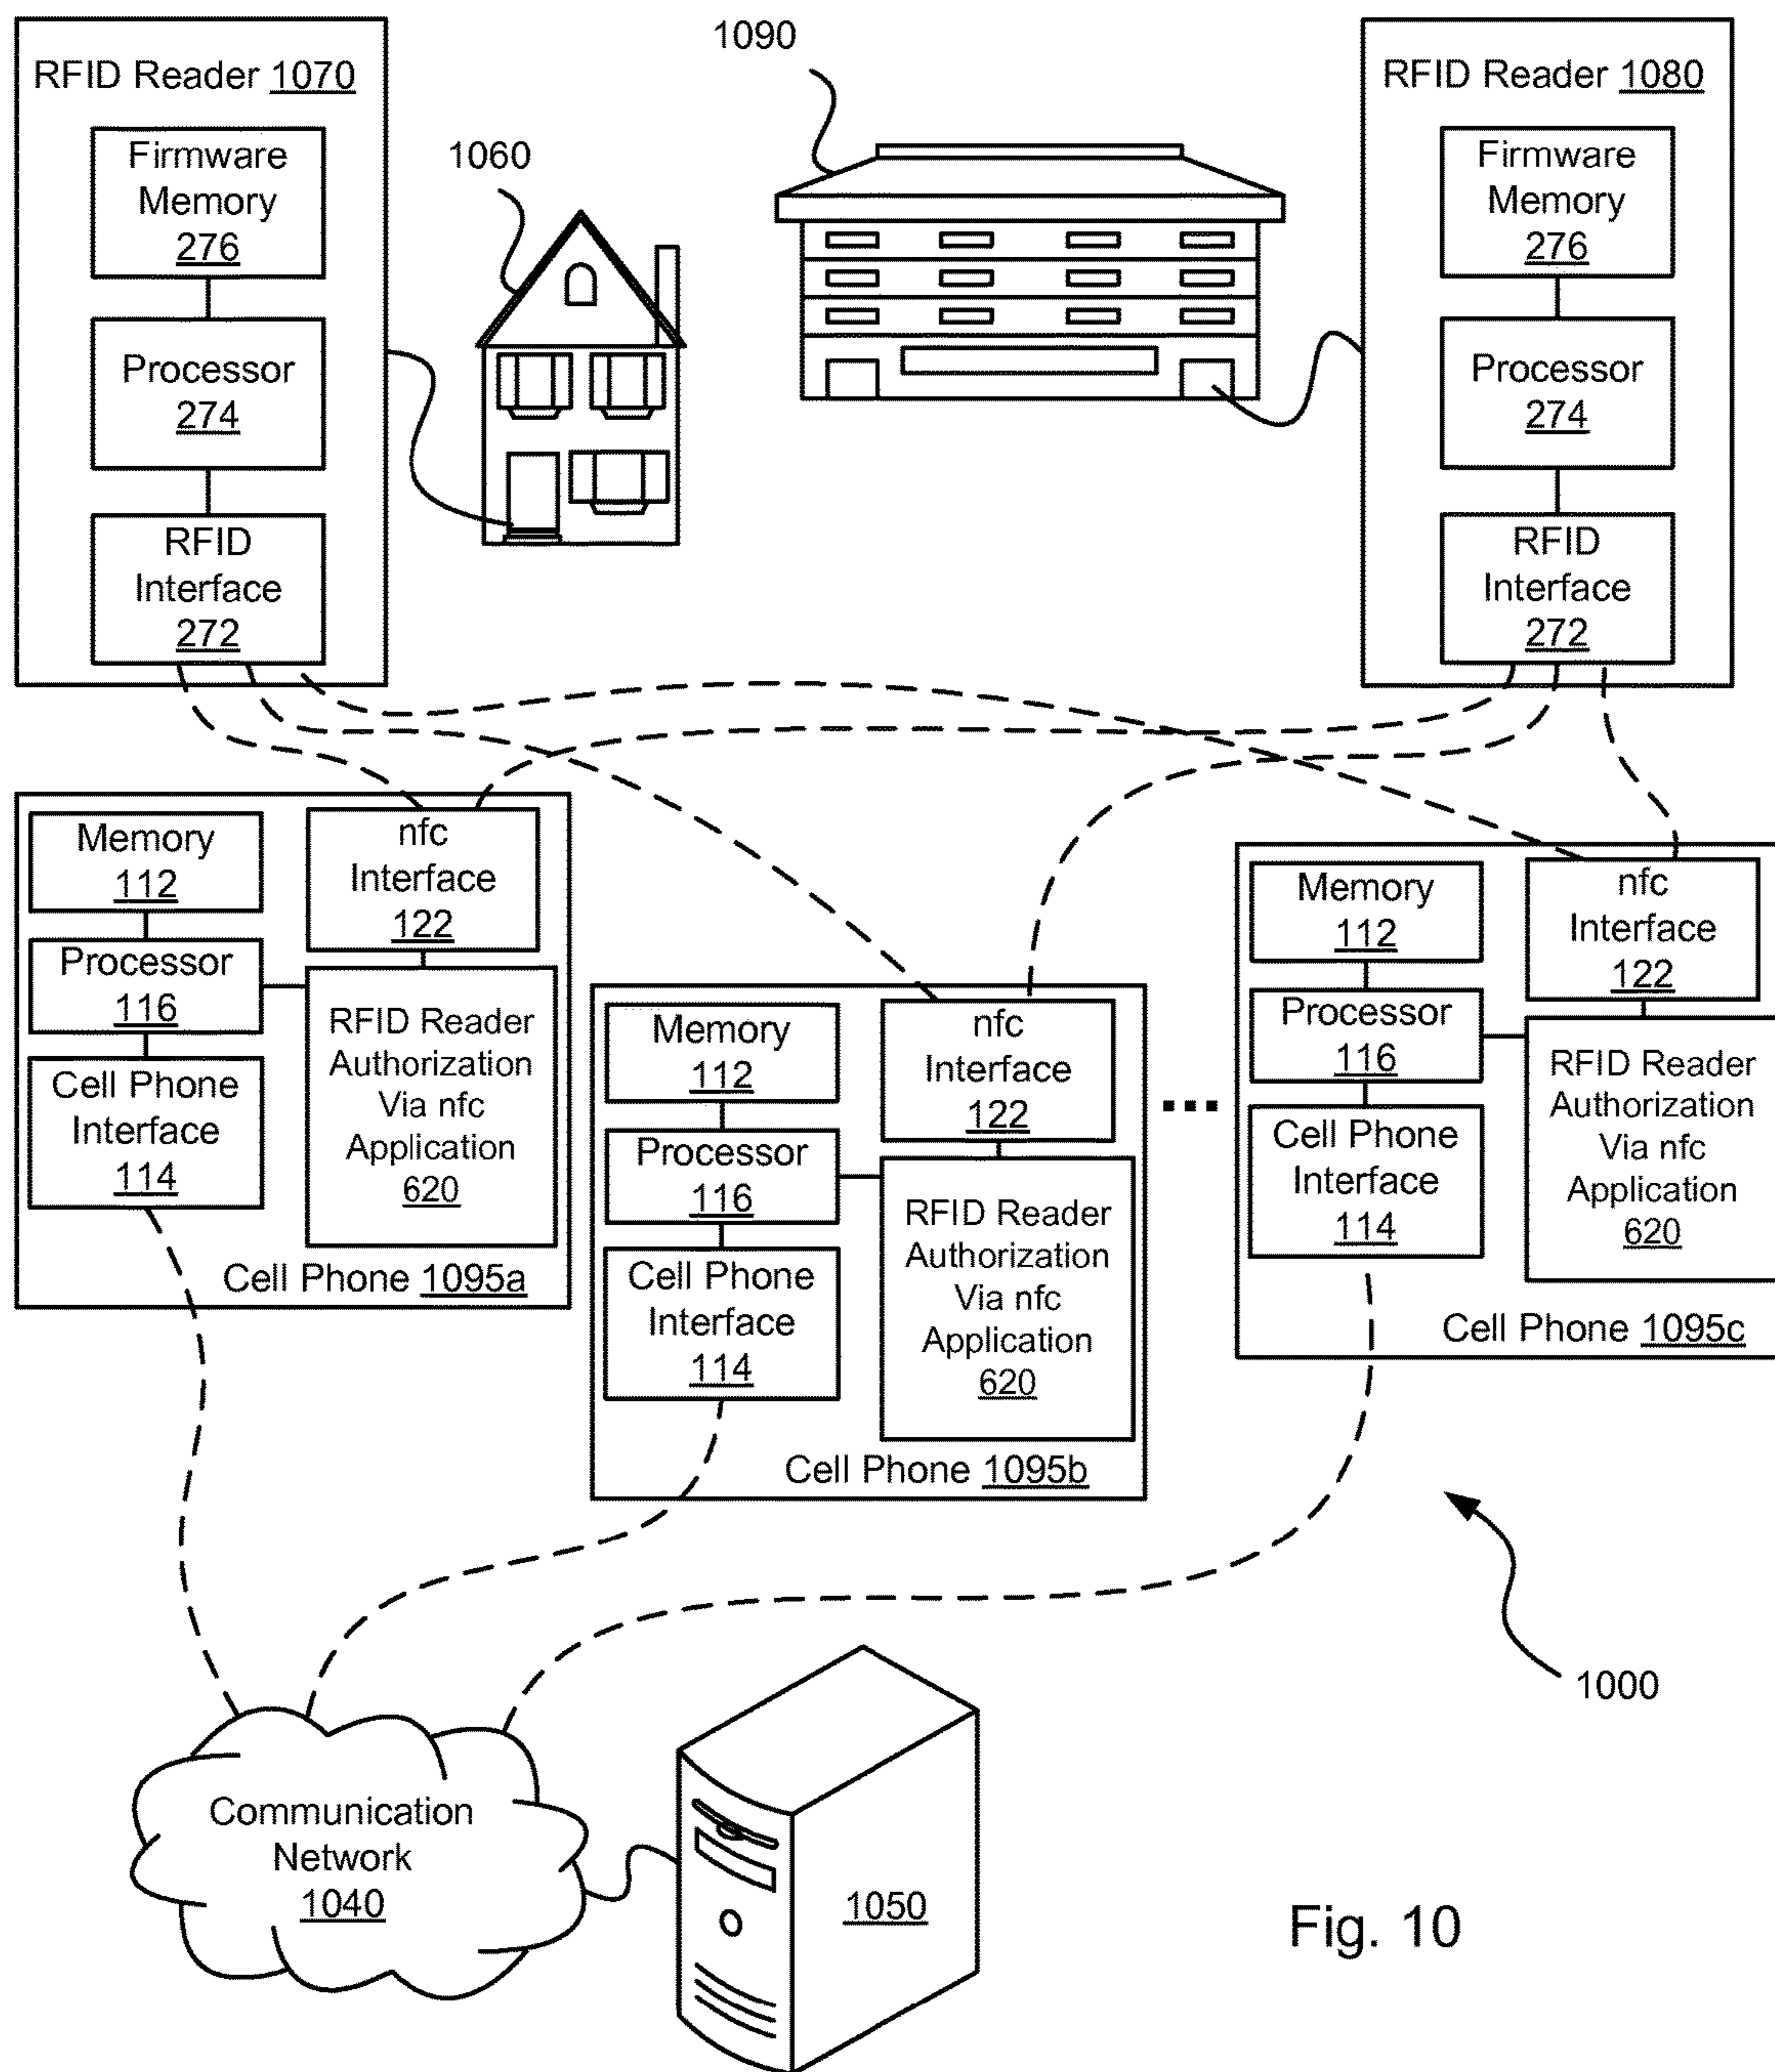 RFID Reader 1070
Firmware
Memory
276
Processor
274
RFID
Interface
272
1060
1090
RFID Reader 1080
Firmware
Memory
276
Processor
274
RFID
Interface
272
Memory
112
Processor
116
Cell Phone
Interface
114
nfc
Interface
122
RFID Reader
Authorization
Via nfc
Application
620
Cell Phone 1095a
Memory
112
Processor
116
Cell Phone
Interface
114
nfc
Interface
122
RFID Reader
Authorization
Via nfc
Application
620
Cell Phone 1095b
...
Memory
112
Processor
116
Cell Phone
Interface
114
nfc
Interface
122
RFID Reader
Authorization
Via nfc
Application
620
Cell Phone 1095c
1000
Communication
Network
1040
1050
Fig. 10